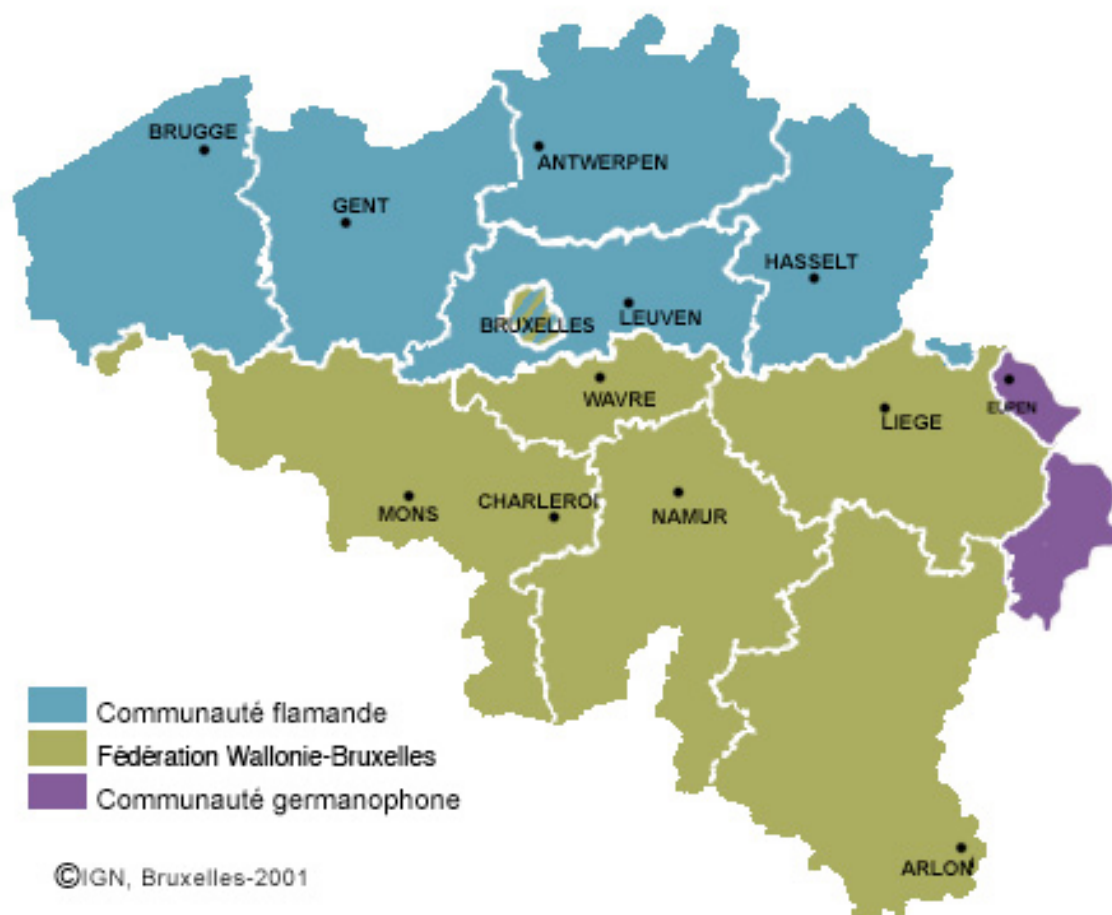 BRUGGE
ANTWERPEN
GENT
HASSELT
BRUXELLES
LEUVEN
WAVRE
EUPEN
LIEGE
MONS
CHARLEROI
NAMUR
Communauté flamande
Fédération Wallonie-Bruxelles
Communauté germanophone
ARLON
©IGN, Bruxelles-2001